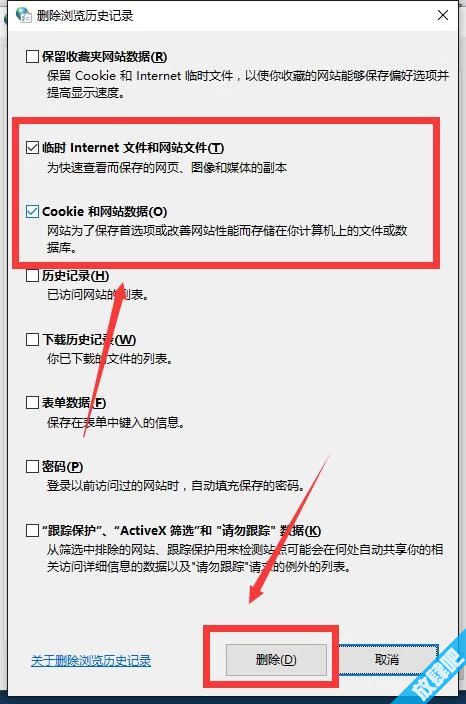 删除浏览历史记录
保留收藏夹网站数据(R)
保留 Cookie 和 Internet 临时文件，以使你收藏的网站能够保存偏好选项并
提高显示速度。
临时 Internet 文件和网站文件(T)
为快速查看而保存的网页、图像和媒体的副本
Cookie 和网站数据(O)
网站为了保存首选项或改善网站性能而存储在你计算机上的文件或数
据库。
历史记录(H)
已访问网站的列表。
下载历史记录(W)
你已下载的文件的列表。
表单数据(F)
保存在表单中键入的信息。
密码(P)
登录以前访问过的网站时，自动填充保存的密码。
“跟踪保护”、“ActiveX 筛选”和 "请勿跟踪" 数据(K)
从筛选中排除的网站、跟踪保护用来检测站点可能会在何处自动共享你的相
关访问详细信息的数据以及"请勿跟踪"请求的例外的列表。
关于删除浏览历史记录
删除(D)
取消
放屏吧